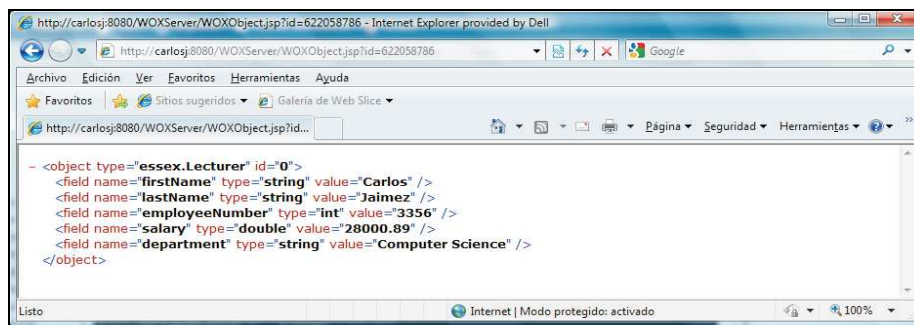 http://carlosj:8080/WOXServer/WOXObject.jsp?id=622058786 - Internet Explorer provided by Dell
http://carlosj:8080/WOXServer/WOXObject.jsp?id=622058786 Google
Archivo Edición Ver Favoritos Herramientas Ayuda
Favoritos Sitios sugeridos Galería de Web Slice
http://carlosj:8080/WOXServer/WOXObject.jsp?id... Página Seguridad Herramientas »
- <object type="essex.Lecturer" id="0">
<field name="firstName" type="string" value="Carlos" />
<field name="lastName" type="string" value="Jaimez" />
<field name="employeeNumber" type="int" value="3356" />
<field name="salary" type="double" value="28000.89" />
<field name="department" type="string" value="Computer Science" />
</object>
Listo Internet | Modo protegido: activado 100%